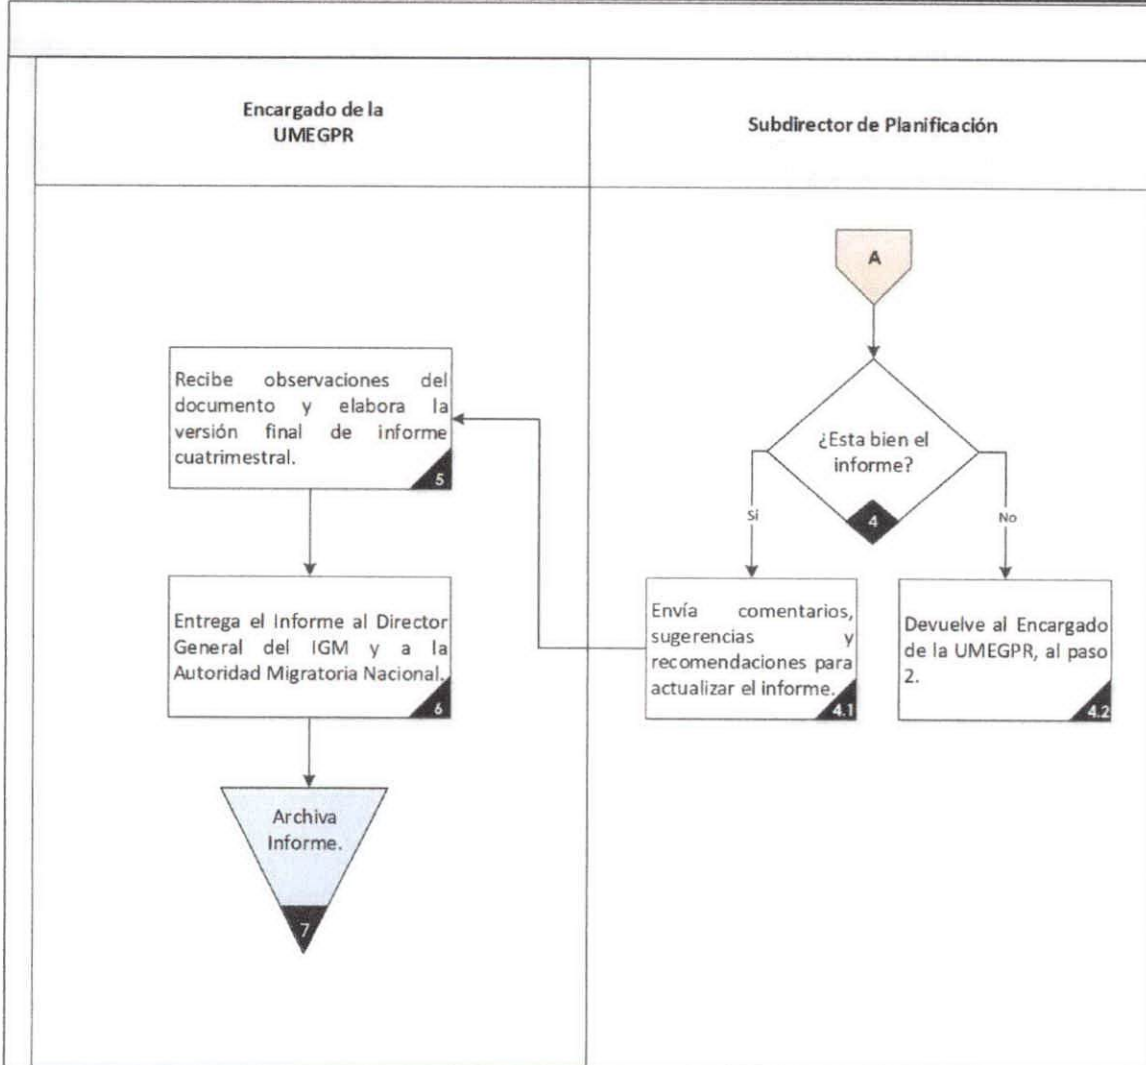 Encargado de la
UMEGPR
Subdirector de Planificación
A
¿Esta bien el
informe?
4
Sí
No
Envía comentarios,
sugerencias y
recomendaciones para
actualizar el informe.
4.1
Devuelve al Encargado
de la UMEGPR, al paso
2.
4.2
Recibe observaciones del
documento y elabora la
versión final de informe
cuatrimestral.
5
Entrega el Informe al Director
General del IGM y a la
Autoridad Migratoria Nacional.
6
Archiva
Informe.
7